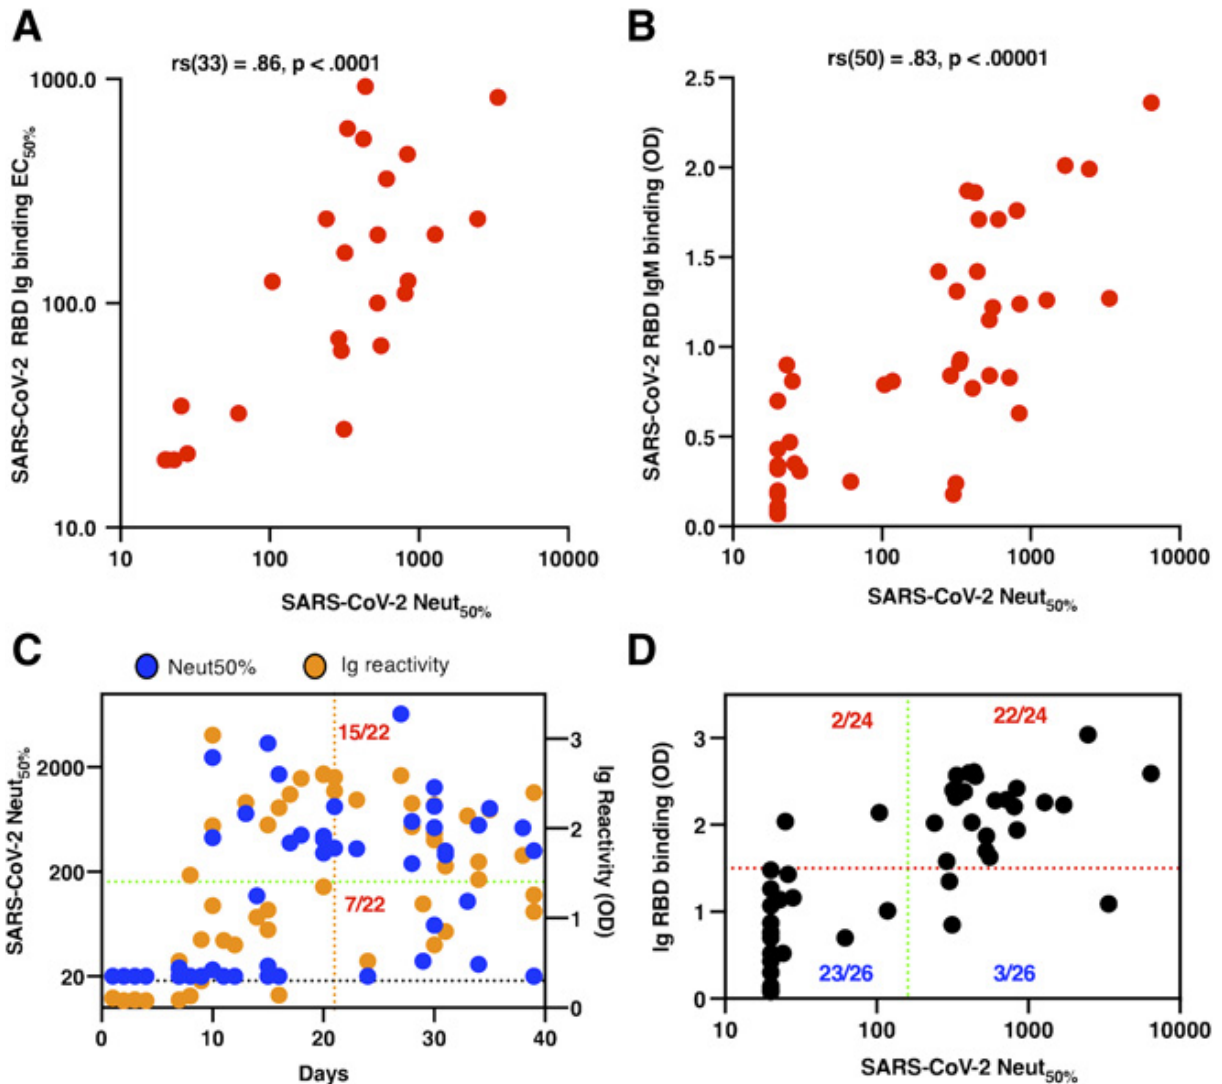 A
rs(33) = .86, p < .0001
SARS-CoV-2 RBD Ig binding EC50%
1000.0
100.0
10.0
10 100 1000 10000
SARS-CoV-2 Neut50%
B
rs(50) = .83, p < .00001
SARS-CoV-2 RBD IgM binding (OD)
2.5
2.0
1.5
1.0
0.5
0.0
10 100 1000 10000
SARS-CoV-2 Neut50%
C
Neut50% Ig reactivity
SARS-CoV-2 Neut50%
2000
200
20
15/22
7/22
3
2
1
0
Ig Reactivity (OD)
0 10 20 30 40
Days
D
Ig RBD binding (OD)
3
2
1
0
2/24 22/24
23/26 3/26
10 100 1000 10000
SARS-CoV-2 Neut50%